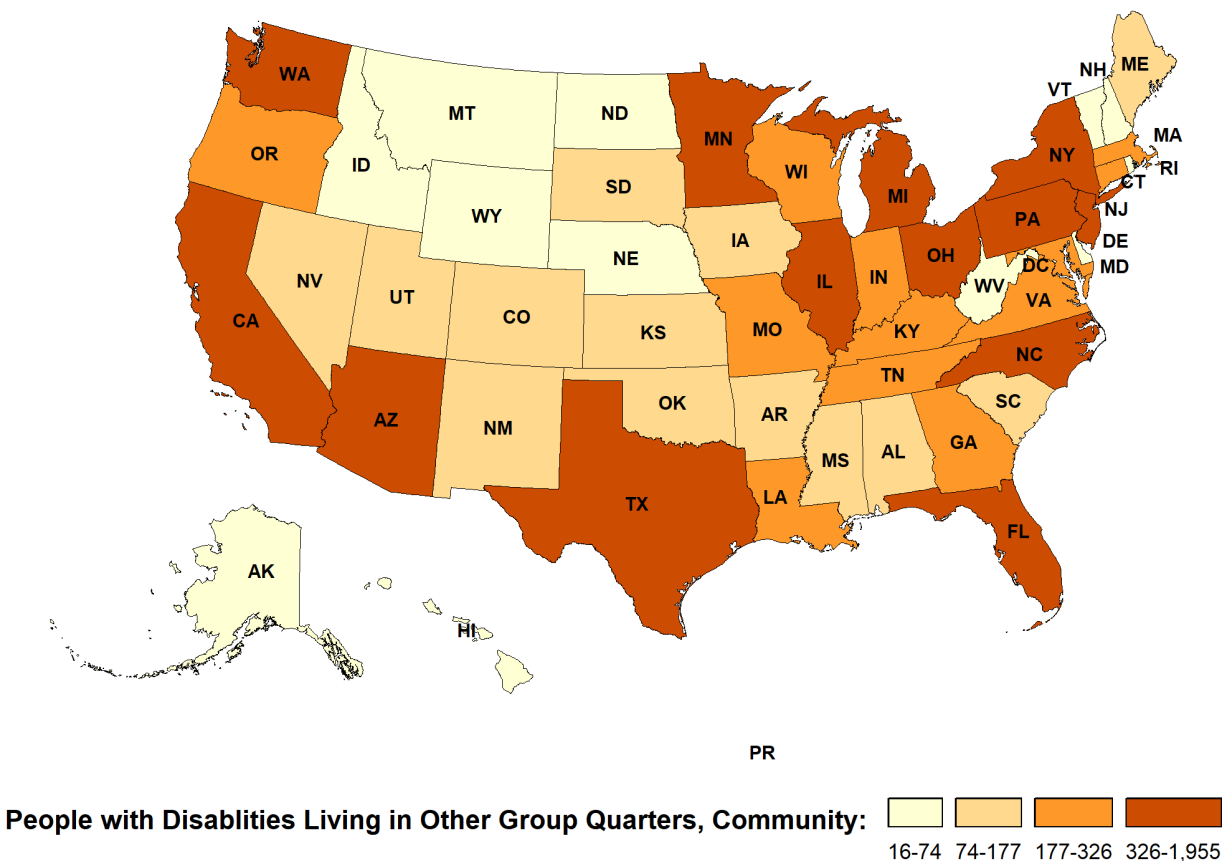 ME
NH
VT
WA
MT
ND
MN
MA
OR
ID
SD
WI
NY
RI
CT
MI
WY
PA
NJ
IA
NE
DE
OH
DC
MD
NV
UT
IL
IN
WV
VA
CO
CA
KS
MO
KY
NC
TN
AZ
NM
OK
AR
SC
MS
AL
GA
TX
LA
FL
AK
HI
PR
People with Disablities Living in Other Group Quarters, Community:
16-74 74-177 177-326 326-1,955